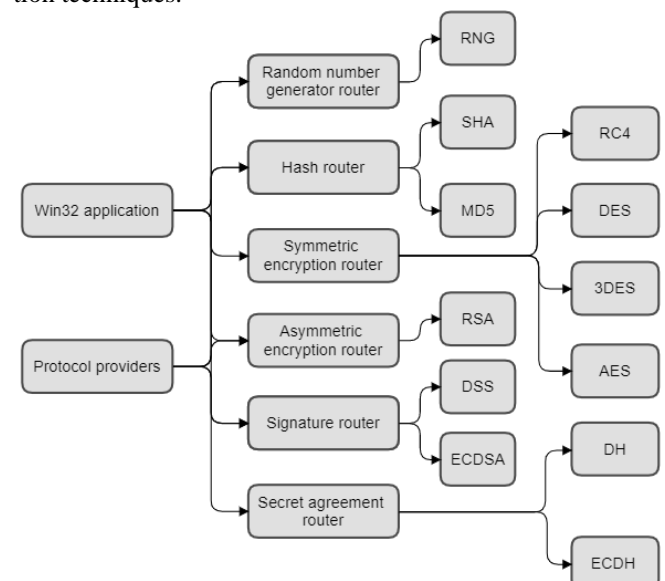 tion techniques.
RNG
Random number
generator router
SHA
RC4
Hash router
Win32 application
MD5
DES
Symmetric
encryption router
3DES
RSA
Asymmetric
encryption router
Protocol providers
AES
DSS
Signature router
DH
ECDSA
Secret agreement
router
ECDH